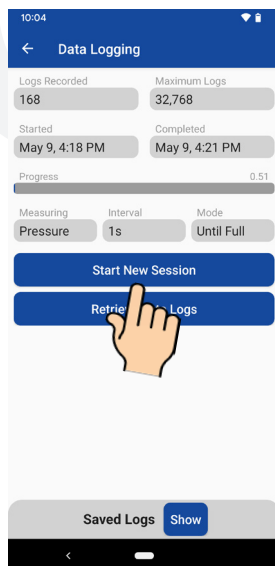 10:04
Data Logging
Logs Recorded Maximum Logs
168 32,768
Started Completed
May 9, 4:18 PM May 9, 4:21 PM
Progress 0.51
Measuring Interval Mode
Pressure 1s Until Full
Start New Session
Logs
Saved Logs Show